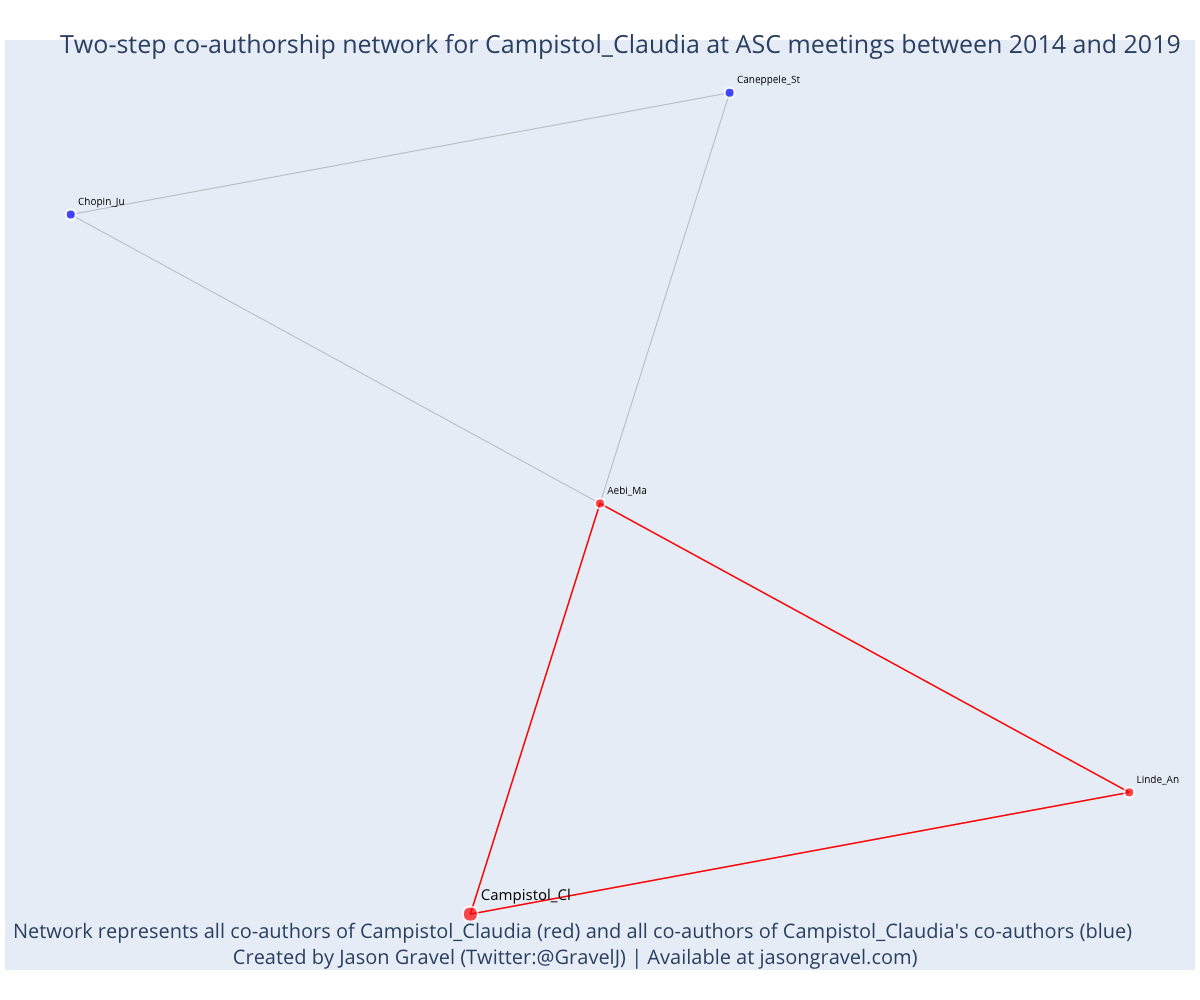 Two-step co-authorship network for Campistol_Claudia at ASC meetings between 2014 and 2019
Caneppele_St
Chopin_Ju
Aebi_Ma
Linde_An
Campistol_Cl
Network represents all co-authors of Campistol_Claudia (red) and all co-authors of Campistol_Claudia's co-authors (blue)
Created by Jason Gravel (Twitter:@GravelJ) | Available at jasongravel.com)